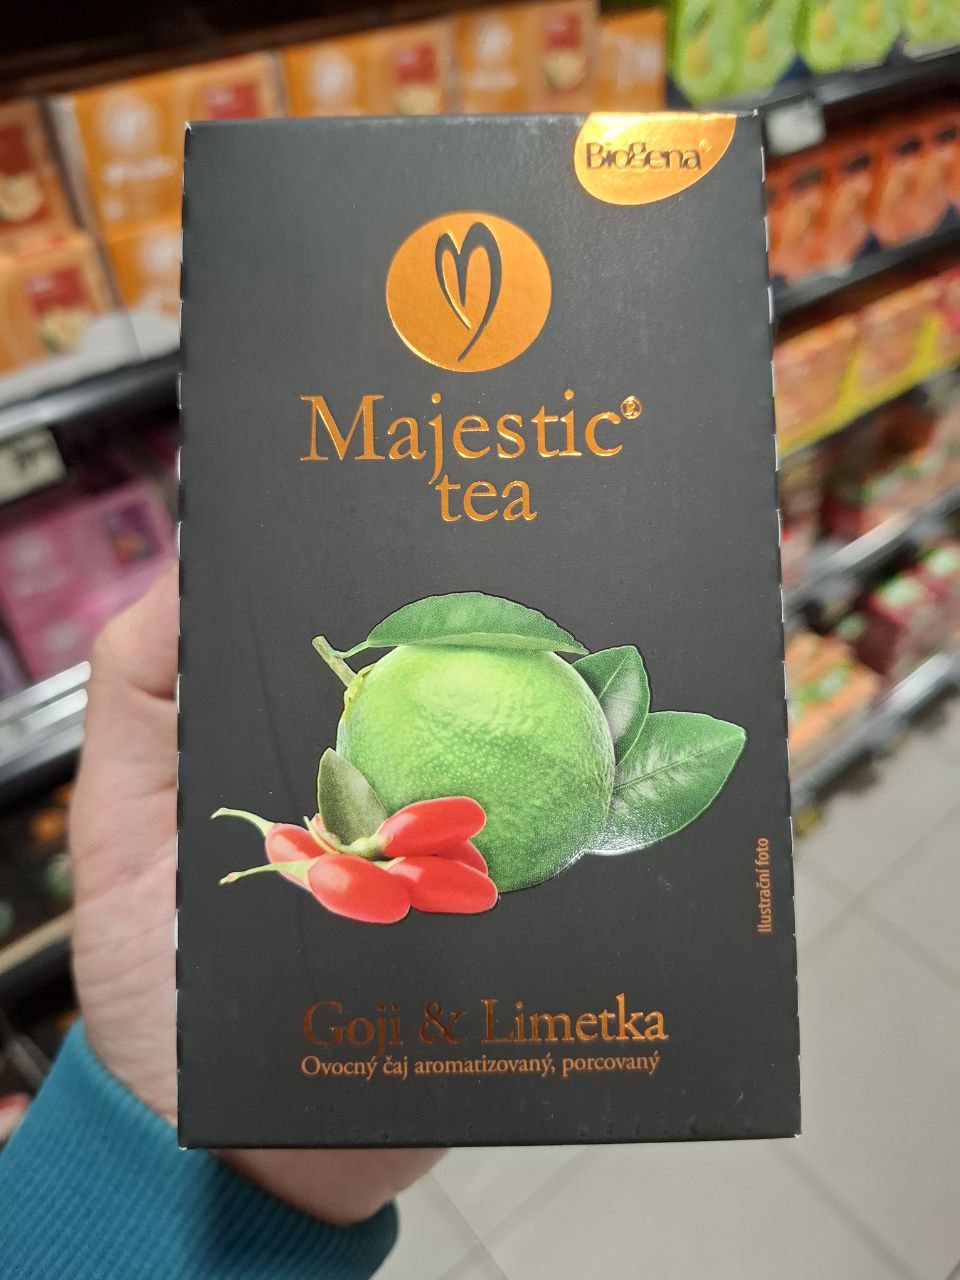 BioGena
Majestic®
tea
Ilustrační foto
Goji & Limetka
Ovocný čaj aromatizovaný, porcovaný